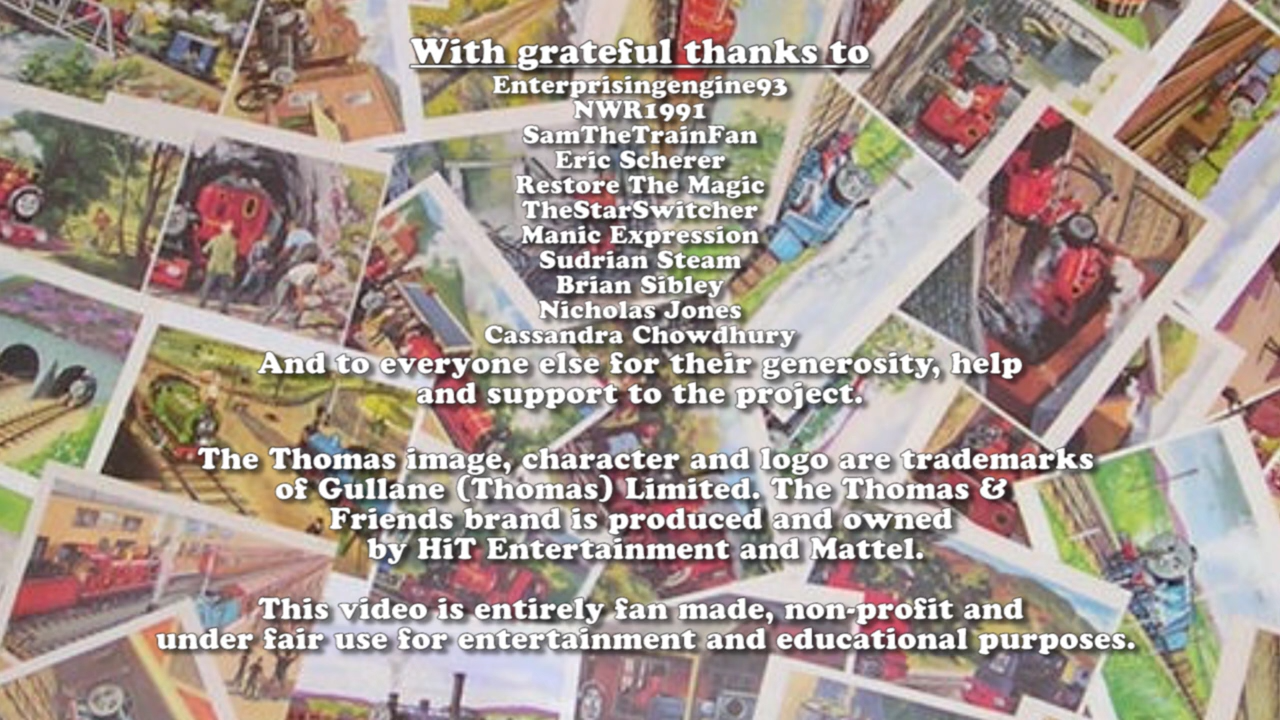 With grateful thanks to
Enterprisingengine93
NWR1991
SamTheTrainFan
Eric Scherer
Restore The Magic
TheStarSwitcher
Manic Expression
Sudrian Steam
Brian Sibley
Nicholas Jones
Cassandra Chowdhury
And to everyone else for their generosity, help
and support to the project.
The Thomas image, character and logo are trademarks
of Gullane (Thomas) Limited. The Thomas &
Friends brand is produced and owned
by HiT Entertainment and Mattel.
This video is entirely fan made, non-profit and
under fair use for entertainment and educational purposes.